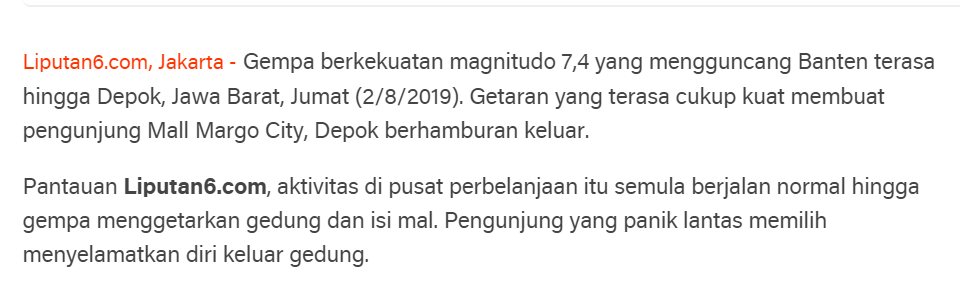 Liputan6.com, Jakarta - Gempa berkekuatan magnitudo 7,4 yang mengguncang Banten terasa
hingga Depok, Jawa Barat, Jumat (2/8/2019). Getaran yang terasa cukup kuat membuat
pengunjung Mall Margo City, Depok berhamburan keluar.
Pantauan Liputan6.com, aktivitas di pusat perbelanjaan itu semula berjalan normal hingga
gempa menggetarkan gedung dan isi mal. Pengunjung yang panik lantas memilih
menyelamatkan diri keluar gedung.